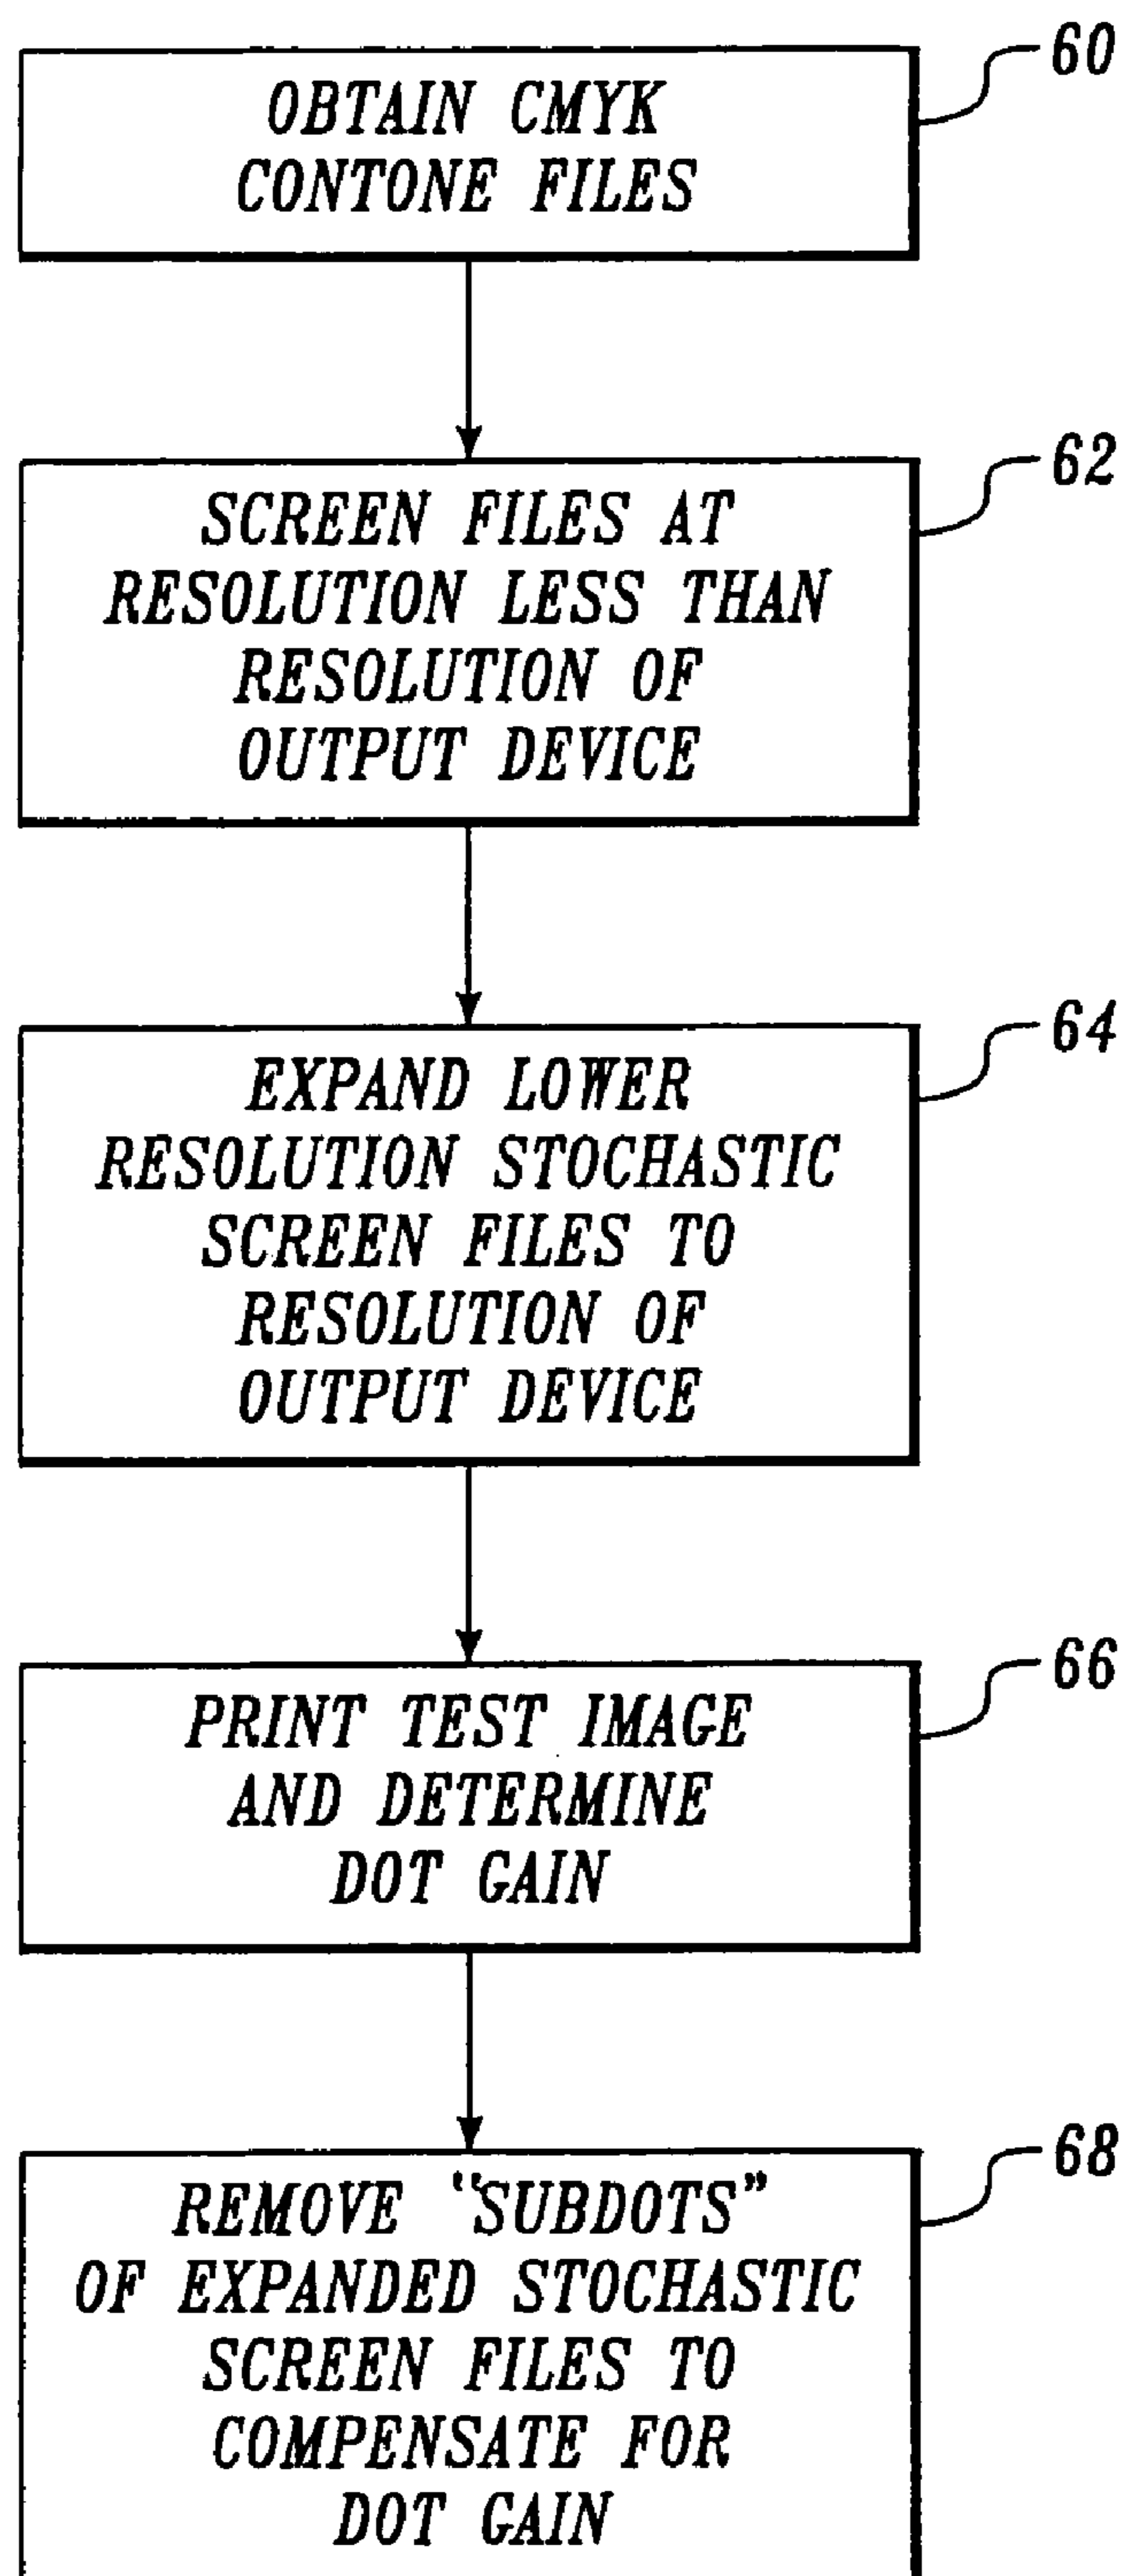 60
OBTAIN CMYK
CONTONE FILES
62
SCREEN FILES AT
RESOLUTION LESS THAN
RESOLUTION OF
OUTPUT DEVICE
64
EXPAND LOWER
RESOLUTION STOCHASTIC
SCREEN FILES TO
RESOLUTION OF
OUTPUT DEVICE
66
PRINT TEST IMAGE
AND DETERMINE
DOT GAIN
68
REMOVE "SUBDOTS"
OF EXPANDED STOCHASTIC
SCREEN FILES TO
COMPENSATE FOR
DOT GAIN